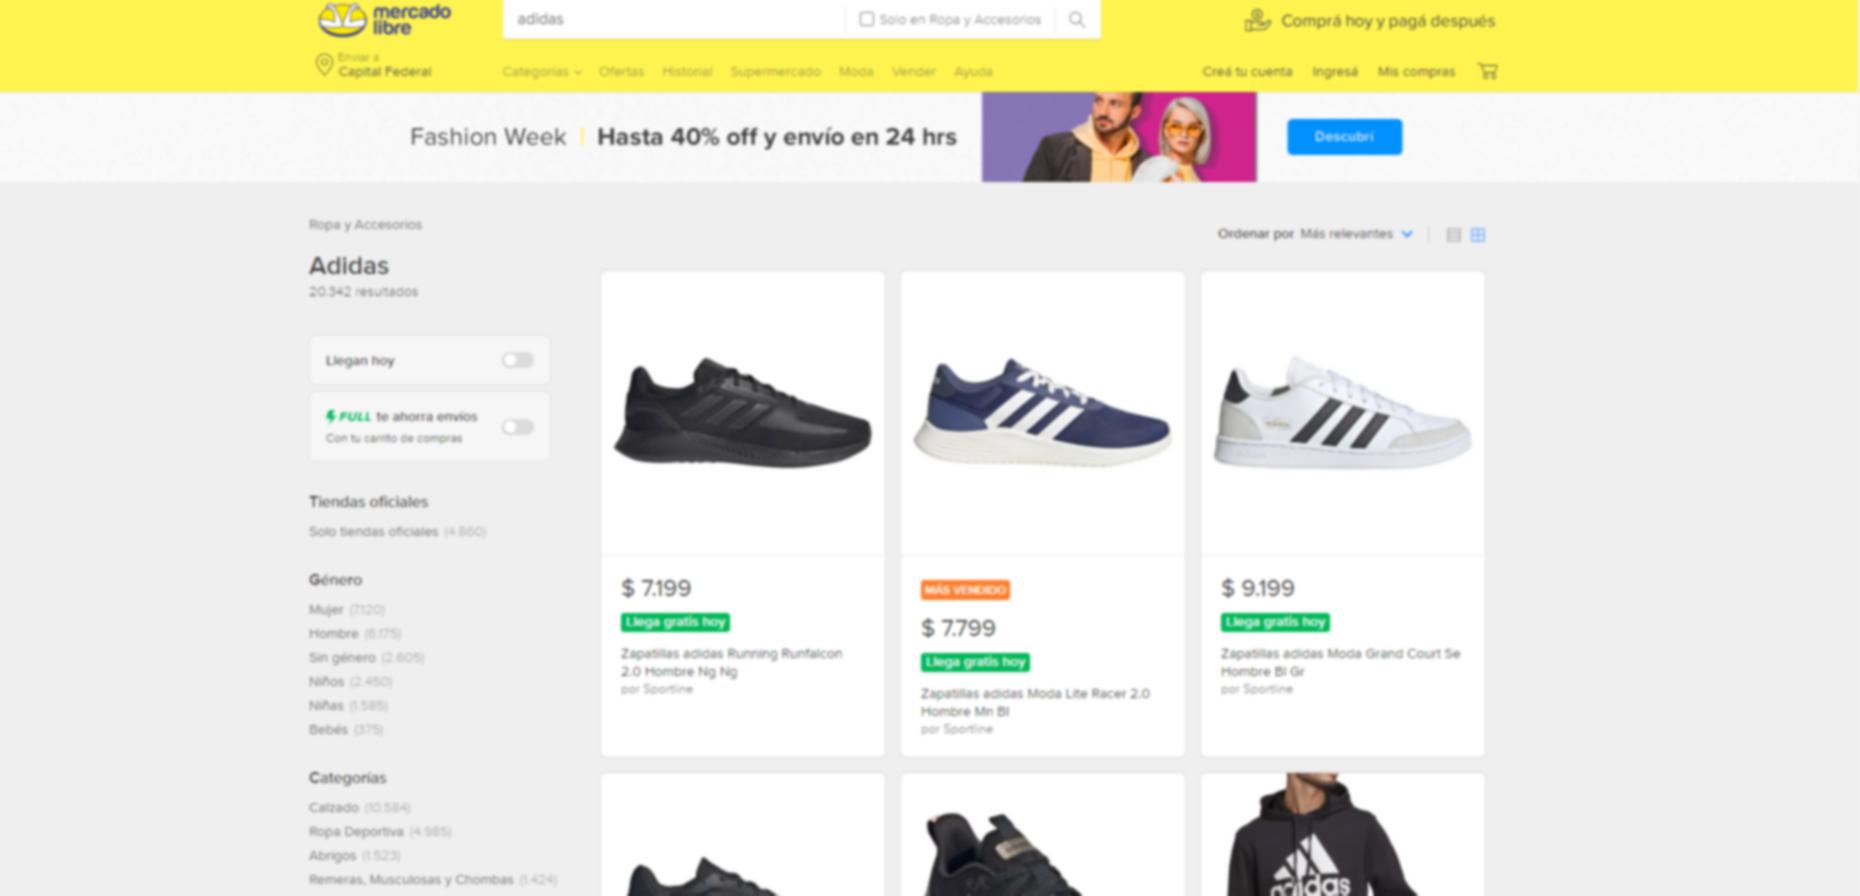 mercado
libre
adidas
Solo en Ropa y Accesorios
Comprá hoy y pagá después
Enviar a
Capital Federal
Categorías
Ofertas
Historial
Supermercado
Moda
Vender
Ayuda
Creá tu cuenta
Ingresá
Mis compras
Fashion Week | Hasta 40% off y envío en 24 hrs
Descubrí
Ropa y Accesorios
Adidas
20.342 resultados
Ordenar por Más relevantes
Llegan hoy
FULL te ahorra envíos
Con tu carrito de compras
Tiendas oficiales
Solo tiendas oficiales (4.860)
Género
Mujer (7.120)
Hombre (6.175)
Sin género (2.605)
Niños (2.450)
Niñas (1.585)
Bebés (375)
Categorías
Calzado (10.584)
Ropa Deportiva (4.985)
Abrigos (1.523)
Remeras, Musculosas y Chombas (1.424)
$ 7.199
Llega gratis hoy
Zapatillas adidas Running Runfalcon
2.0 Hombre Ng Ng
por Sportline
MÁS VENDIDO
$ 7.799
Llega gratis hoy
Zapatillas adidas Moda Lite Racer 2.0
Hombre Mn Bl
por Sportline
$ 9.199
Llega gratis hoy
Zapatillas adidas Moda Grand Court Se
Hombre Bl Gr
por Sportline
adidas